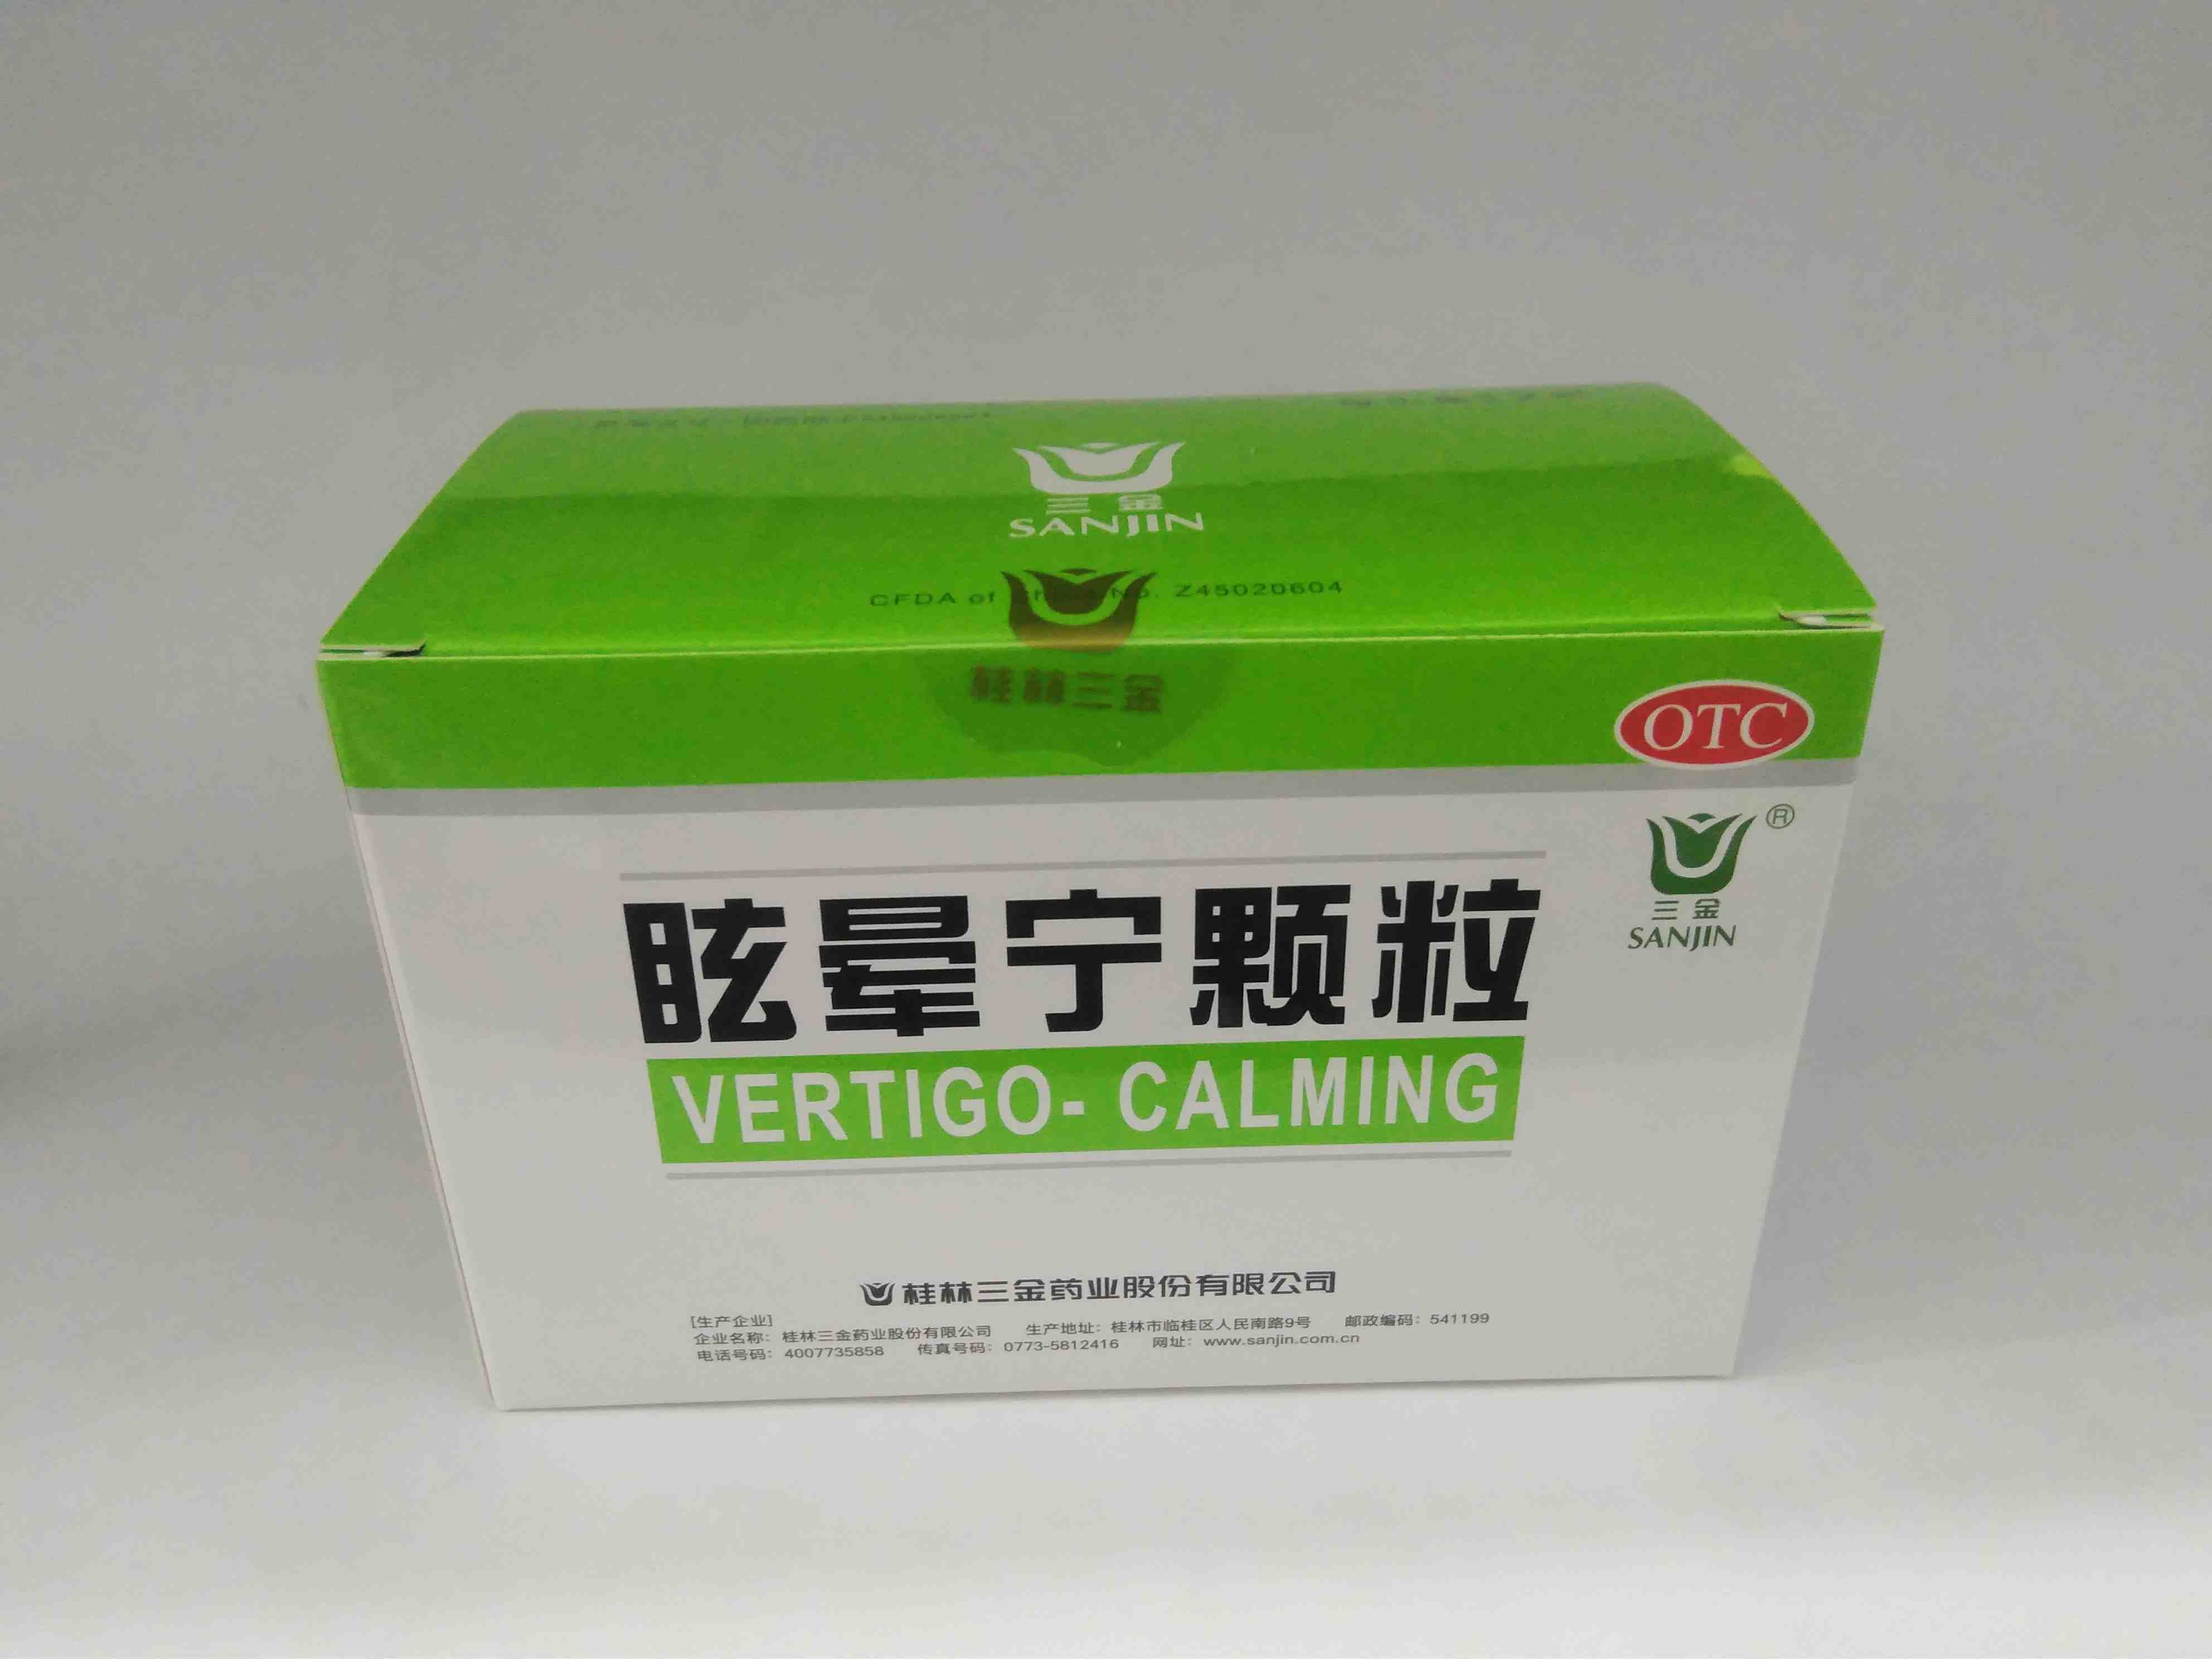 三金
SANJIN
CFDA of China No. Z45020604
桂林三金
OTC
®
三金
SANJIN
眩晕宁颗粒
VERTIGO- CALMING
桂林三金药业股份有限公司
[生产企业]
企业名称：桂林三金药业股份有限公司 生产地址：桂林市临桂区人民南路9号 邮政编码：541199
电话号码：4007735858 传真号码：0773-5812416 网址：www.sanjin.com.cn